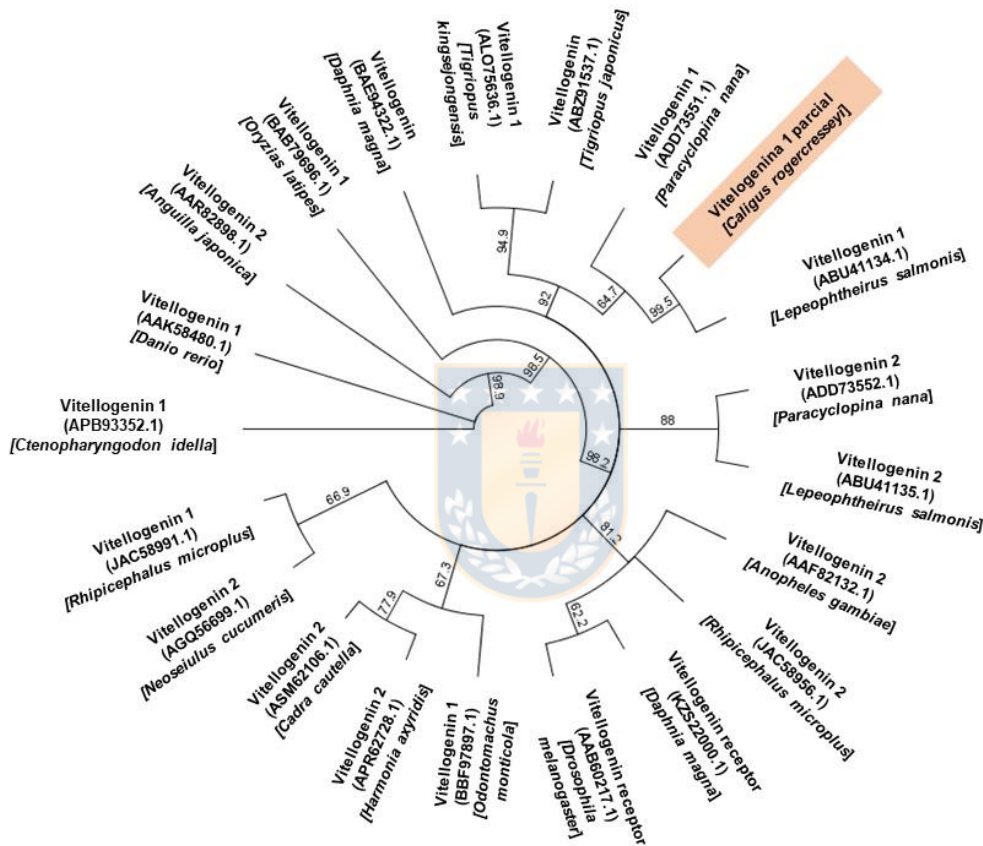 Vitellogenin 1
(APB93352.1)
[Ctenopharyngodon idella]
Vitellogenin 1
(AAK58480.1)
[Danio rerio]
Vitellogenin 2
(AAR82898.1)
[Anguilla japonica]
Vitellogenin 1
(BAB79696.1)
[Oryzias latipes]
Vitellogenin
(BAE94322.1)
[Daphnia magna]
Vitellogenin 1
(ALO75636.1)
[Tigriopus
kingsejongensis]
Vitellogenin
(ABZ91537.1)
[Tigriopus japonicus]
Vitellogenin 1
(ADD73551.1)
[Paracyclopina nana]
Vitelogenina 1 parcial
[Caligus rogercresseyi]
Vitellogenin 1
(ABU41134.1)
[Lepeophtheirus salmonis]
Vitellogenin 2
(ADD73552.1)
[Paracyclopina nana]
Vitellogenin 2
(ABU41135.1)
[Lepeophtheirus salmonis]
Vitellogenin 2
(AAF82132.1)
[Anopheles gambiae]
Vitellogenin 2
(JAC58956.1)
[Rhipicephalus microplus]
Vitellogenin receptor
(KZS22000.1)
[Daphnia magna]
Vitellogenin receptor
(AAB60217.1)
[Drosophila
melanogaster]
Vitellogenin 1
(BBF97897.1)
[Odontomachus
monticola]
Vitellogenin 2
(APR62728.1)
[Harmonia axyridis]
Vitellogenin 2
(ASM62106.1)
[Cadra cautella]
Vitellogenin 2
(AGQ56699.1)
[Neoseiulus cucumeris]
Vitellogenin 1
(JAC58991.1)
[Rhipicephalus microplus]
94.9
92
64.7
99.5
98.5
98.6
88
98.2
81.2
62.2
67.3
77.9
66.9